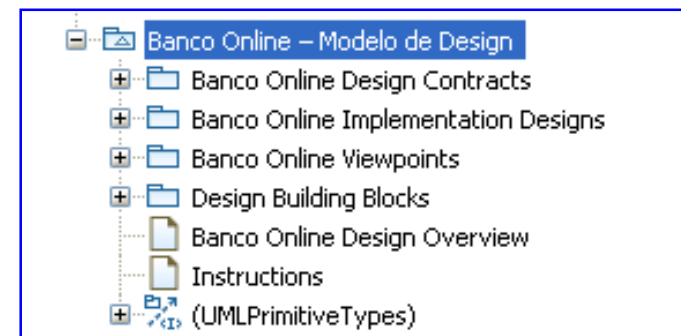 Banco Online – Modelo de Design
Banco Online Design Contracts
Banco Online Implementation Designs
Banco Online Viewpoints
Design Building Blocks
Banco Online Design Overview
Instructions
(UMLPrimitiveTypes)